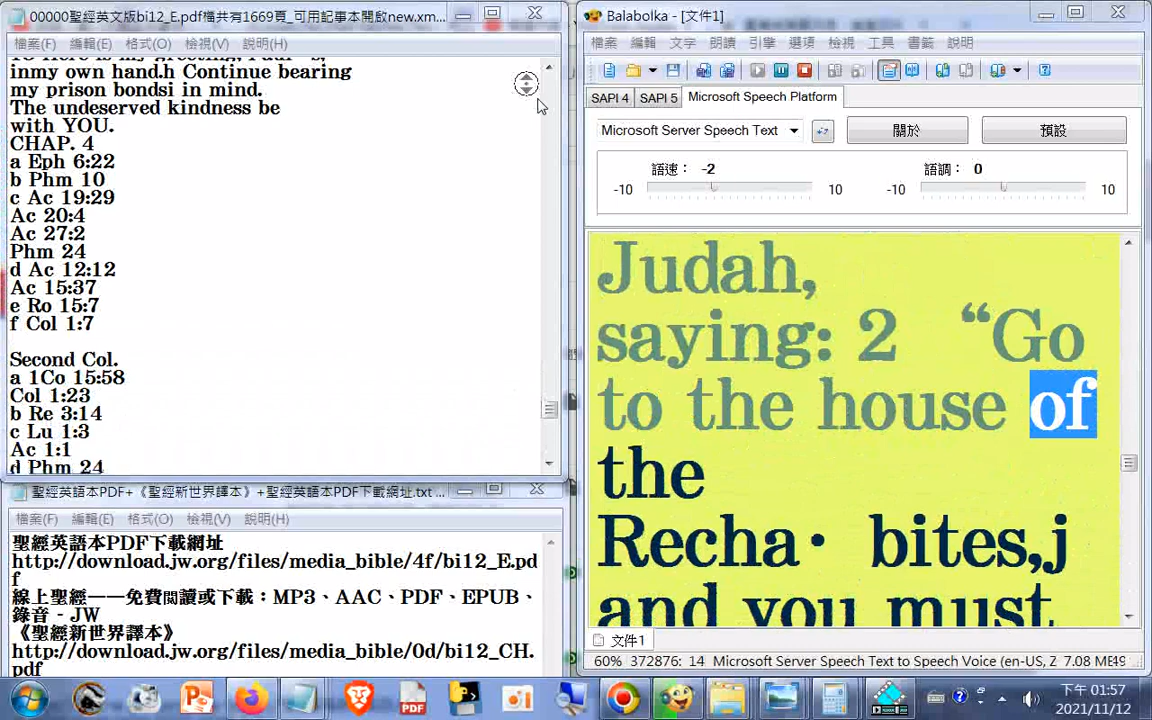 00000聖經英文版bi12_E.pdf檔共有1669頁_可用記事本開啟new.xm...
檔案(F) 編輯(E) 格式(O) 檢視(V) 說明(H)
inmy own hand.h Continue bearing
my prison bondsi in mind.
The undeserved kindness be
with YOU.
CHAP. 4
a Eph 6:22
b Phm 10
c Ac 19:29
Ac 20:4
Ac 27:2
Phm 24
d Ac 12:12
Ac 15:37
e Ro 15:7
f Col 1:7
Second Col.
a 1Co 15:58
Col 1:23
b Re 3:14
c Lu 1:3
Ac 1:1
d Phm 24
聖經英語本PDF+《聖經新世界譯本》+聖經英語本PDF下載網址.txt ...
檔案(F) 編輯(E) 格式(O) 檢視(V) 說明(H)
聖經英語本PDF下載網址
http://download.jw.org/files/media_bible/4f/bi12_E.pd
f
線上聖經——免費閱讀或下載：MP3、AAC、PDF、EPUB、
錄音 - JW
《聖經新世界譯本》
http://download.jw.org/files/media_bible/0d/bi12_CH.
pdf
Balabolka - [文件1]
檔案 編輯 文字 朗讀 引擎 選項 檢視 工具 書籤 說明
SAPI 4 SAPI 5 Microsoft Speech Platform
Microsoft Server Speech Text 關於 預設
語速： -2 語調： 0
-10 10 -10 10
Judah,
saying: 2 “Go
to the house of
the
Recha· bites,j
and you must
文件1
60% 372876: 14 Microsoft Server Speech Text to Speech Voice (en-US, Z 7.08 ME
下午 01:57
2021/11/12